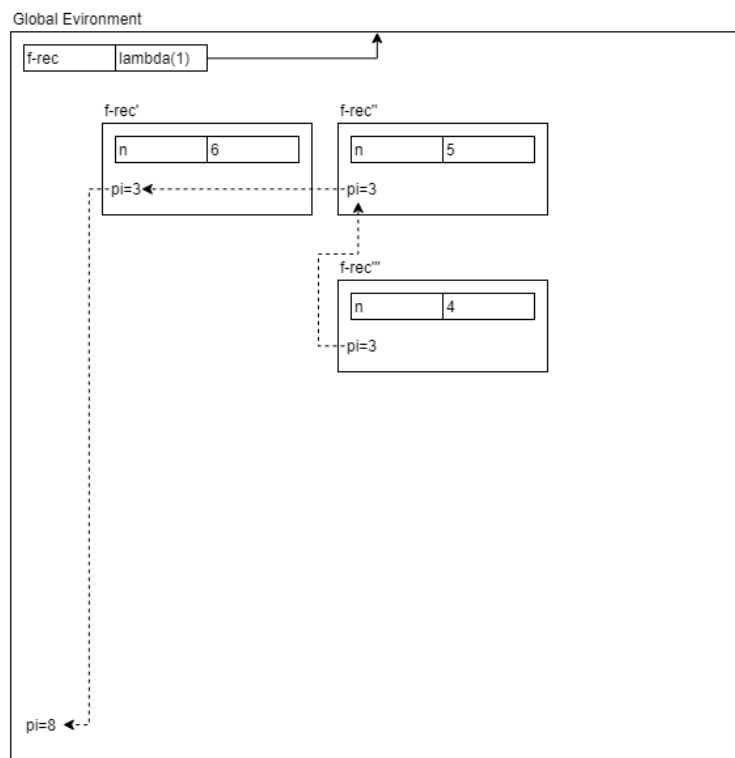 Global Evironment
f-rec lambda(1)
f-rec' f-rec''
n 6 n 5
pi=3 pi=3
f-rec'''
n 4
pi=3
pi=8